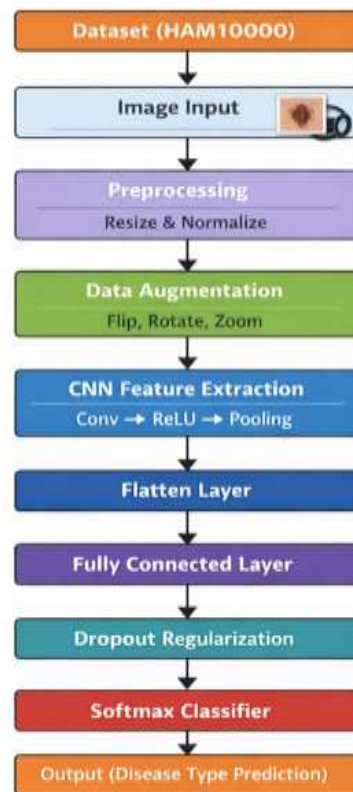 Dataset (HAM10000)
Image Input
Preprocessing
Resize & Normalize
Data Augmentation
Flip, Rotate, Zoom
CNN Feature Extraction
Conv → ReLU → Pooling
Flatten Layer
Fully Connected Layer
Dropout Regularization
Softmax Classifier
Output (Disease Type Prediction)